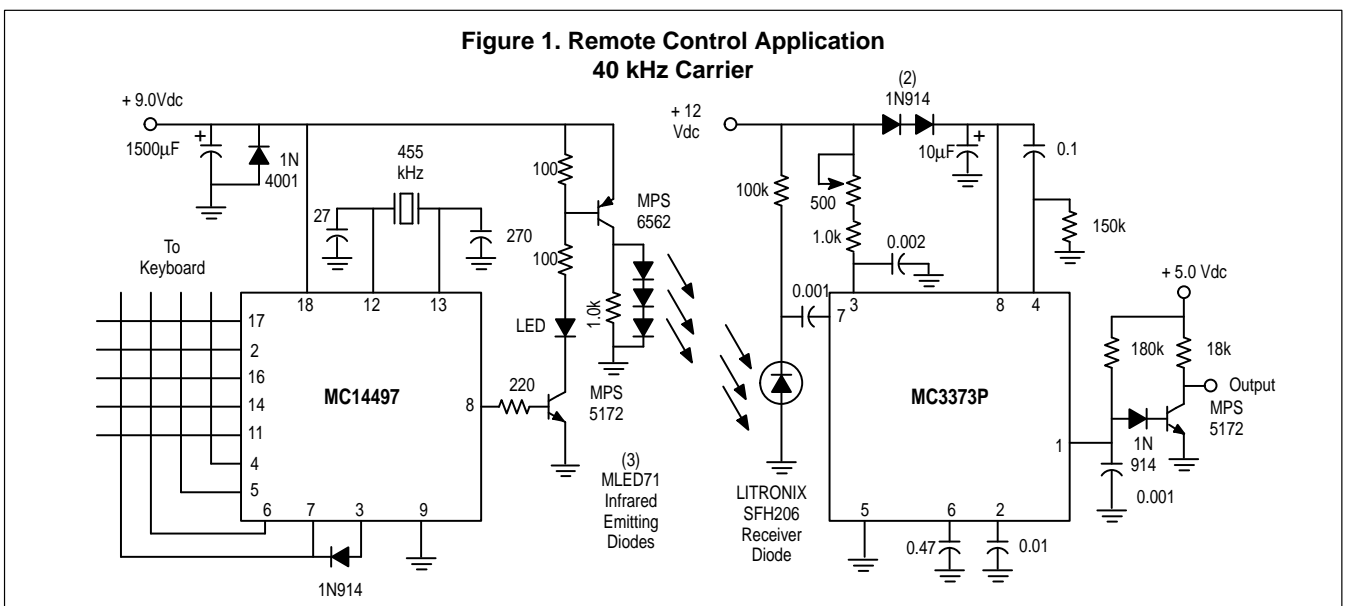 Figure 1. Remote Control Application
40 kHz Carrier
+ 9.0Vdc
1500µF
+
1N
4001
455
kHz
27
270
100
100
MPS
6562
1.0k
LED
To
Keyboard
18
12
13
17
2
16
14
11
4
5
6
7
3
9
8
MC14497
1N914
220
MPS
5172
(3)
MLED71
Infrared
Emitting
Diodes
+ 12
Vdc
(2)
1N914
10µF
+
0.1
100k
500
1.0k
0.002
150k
0.001
7
3
8
4
MC3373P
1
5
6
2
0.47
0.01
LITRONIX
SFH206
Receiver
Diode
+ 5.0 Vdc
180k
18k
Output
MPS
5172
1N
914
0.001